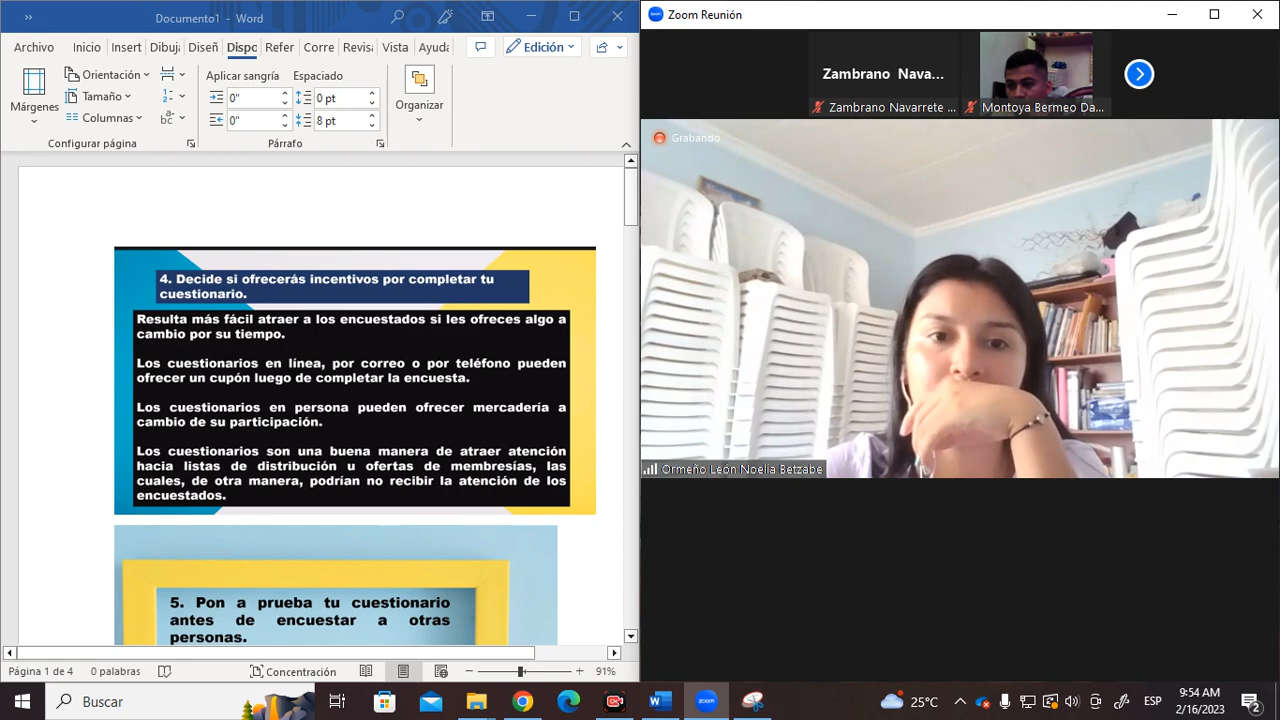 Documento1 - Word
Archivo Inicio Insert Dibuj Diseñ Dispo Refer Corre Revisa Vista Ayuda
Edición
Orientación
Tamaño
Columnas
Márgenes
Configurar página
Aplicar sangría
Espaciado
0"
0 pt
0"
8 pt
Párrafo
Organizar
4. Decide si ofrecerás incentivos por completar tu
cuestionario.
Resulta más fácil atraer a los encuestados si les ofreces algo a
cambio por su tiempo.
Los cuestionarios en línea, por correo o por teléfono pueden
ofrecer un cupón luego de completar la encuesta.
Los cuestionarios en persona pueden ofrecer mercadería a
cambio de su participación.
Los cuestionarios son una buena manera de atraer atención
hacia listas de distribución u ofertas de membresías, las
cuales, de otra manera, podrían no recibir la atención de los
encuestados.
5. Pon a prueba tu cuestionario
antes de encuestar a otras
personas.
Página 1 de 4
0 palabras
Concentración
91%
zoom
Zoom Reunión
Zambrano Nava...
Zambrano Navarrete ...
Montoya Bermeo Da...
Grabando
Ormeño León Noelia Betzabe
Buscar
zoom
25°C
ESP
9:54 AM
2/16/2023
2